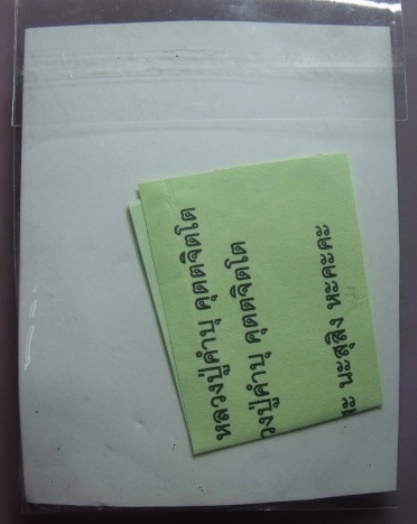 หลวงปู่คำบุ คุตตจิตโต
วงปู่คำบุ คุตตจิตโต
ะ นะสุสิง หะคะคะ